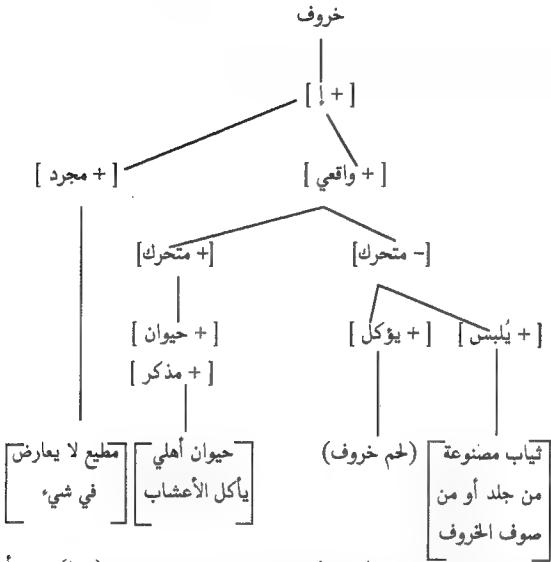 خروف
[ + إ ]
[ + واقعي ] [ + مجرد ]
[- متحرك] [+ متحرك]
[ + يُلبس ] [ + يؤكل ] [ + حيوان ]
[ + مذكر ]
ثياب مصنوعة (لحم خروف) حيوان أهلي مطيع لا يعارض
من جلد أو من يأكل الأعشاب في شيء
صوف الخروف